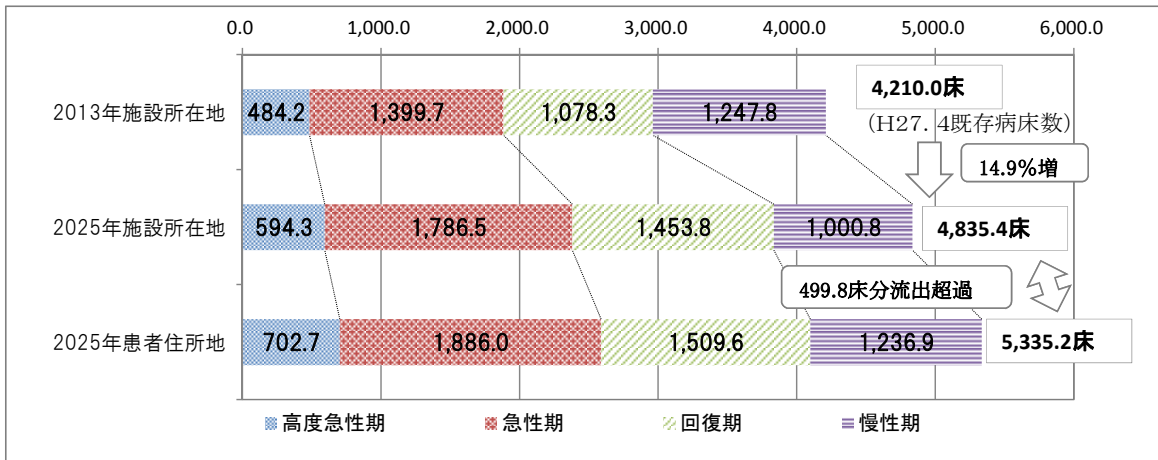 0.0 1,000.0 2,000.0 3,000.0 4,000.0 5,000.0 6,000.0
2013年施設所在地 484.2 1,399.7 1,078.3 1,247.8 4,210.0床
(H27. 4既存病床数)
14.9%増
2025年施設所在地 594.3 1,786.5 1,453.8 1,000.8 4,835.4床
499.8床分流出超過
2025年患者住所地 702.7 1,886.0 1,509.6 1,236.9 5,335.2床
高度急性期 急性期 回復期 慢性期